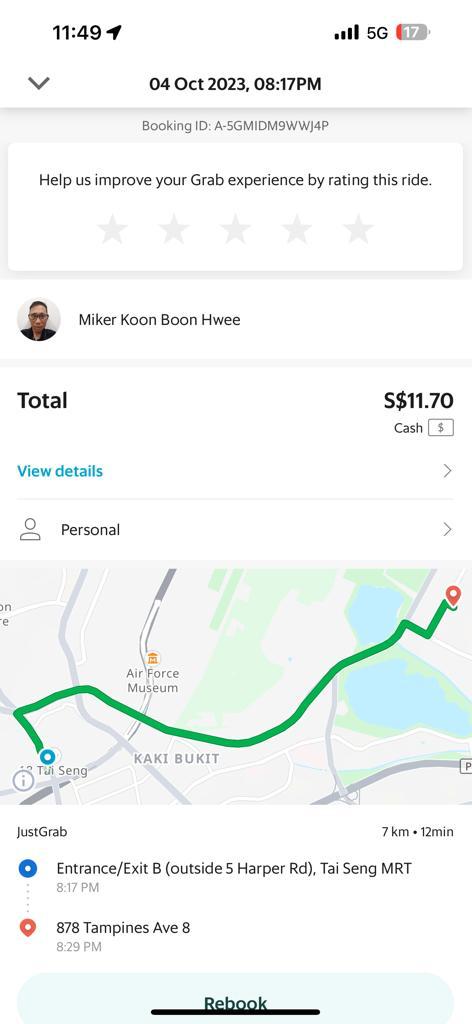 11:49
5G 17
04 Oct 2023, 08:17PM
Booking ID: A-5GMIDM9WWJ4P
Help us improve your Grab experience by rating this ride.
Miker Koon Boon Hwee
Total
S$11.70
Cash $
View details
Personal
on
re
Air Force
Museum
KAKI BUKIT
Tai Seng
P
JustGrab
7 km • 12min
Entrance/Exit B (outside 5 Harper Rd), Tai Seng MRT
8:17 PM
878 Tampines Ave 8
8:29 PM
Rebook